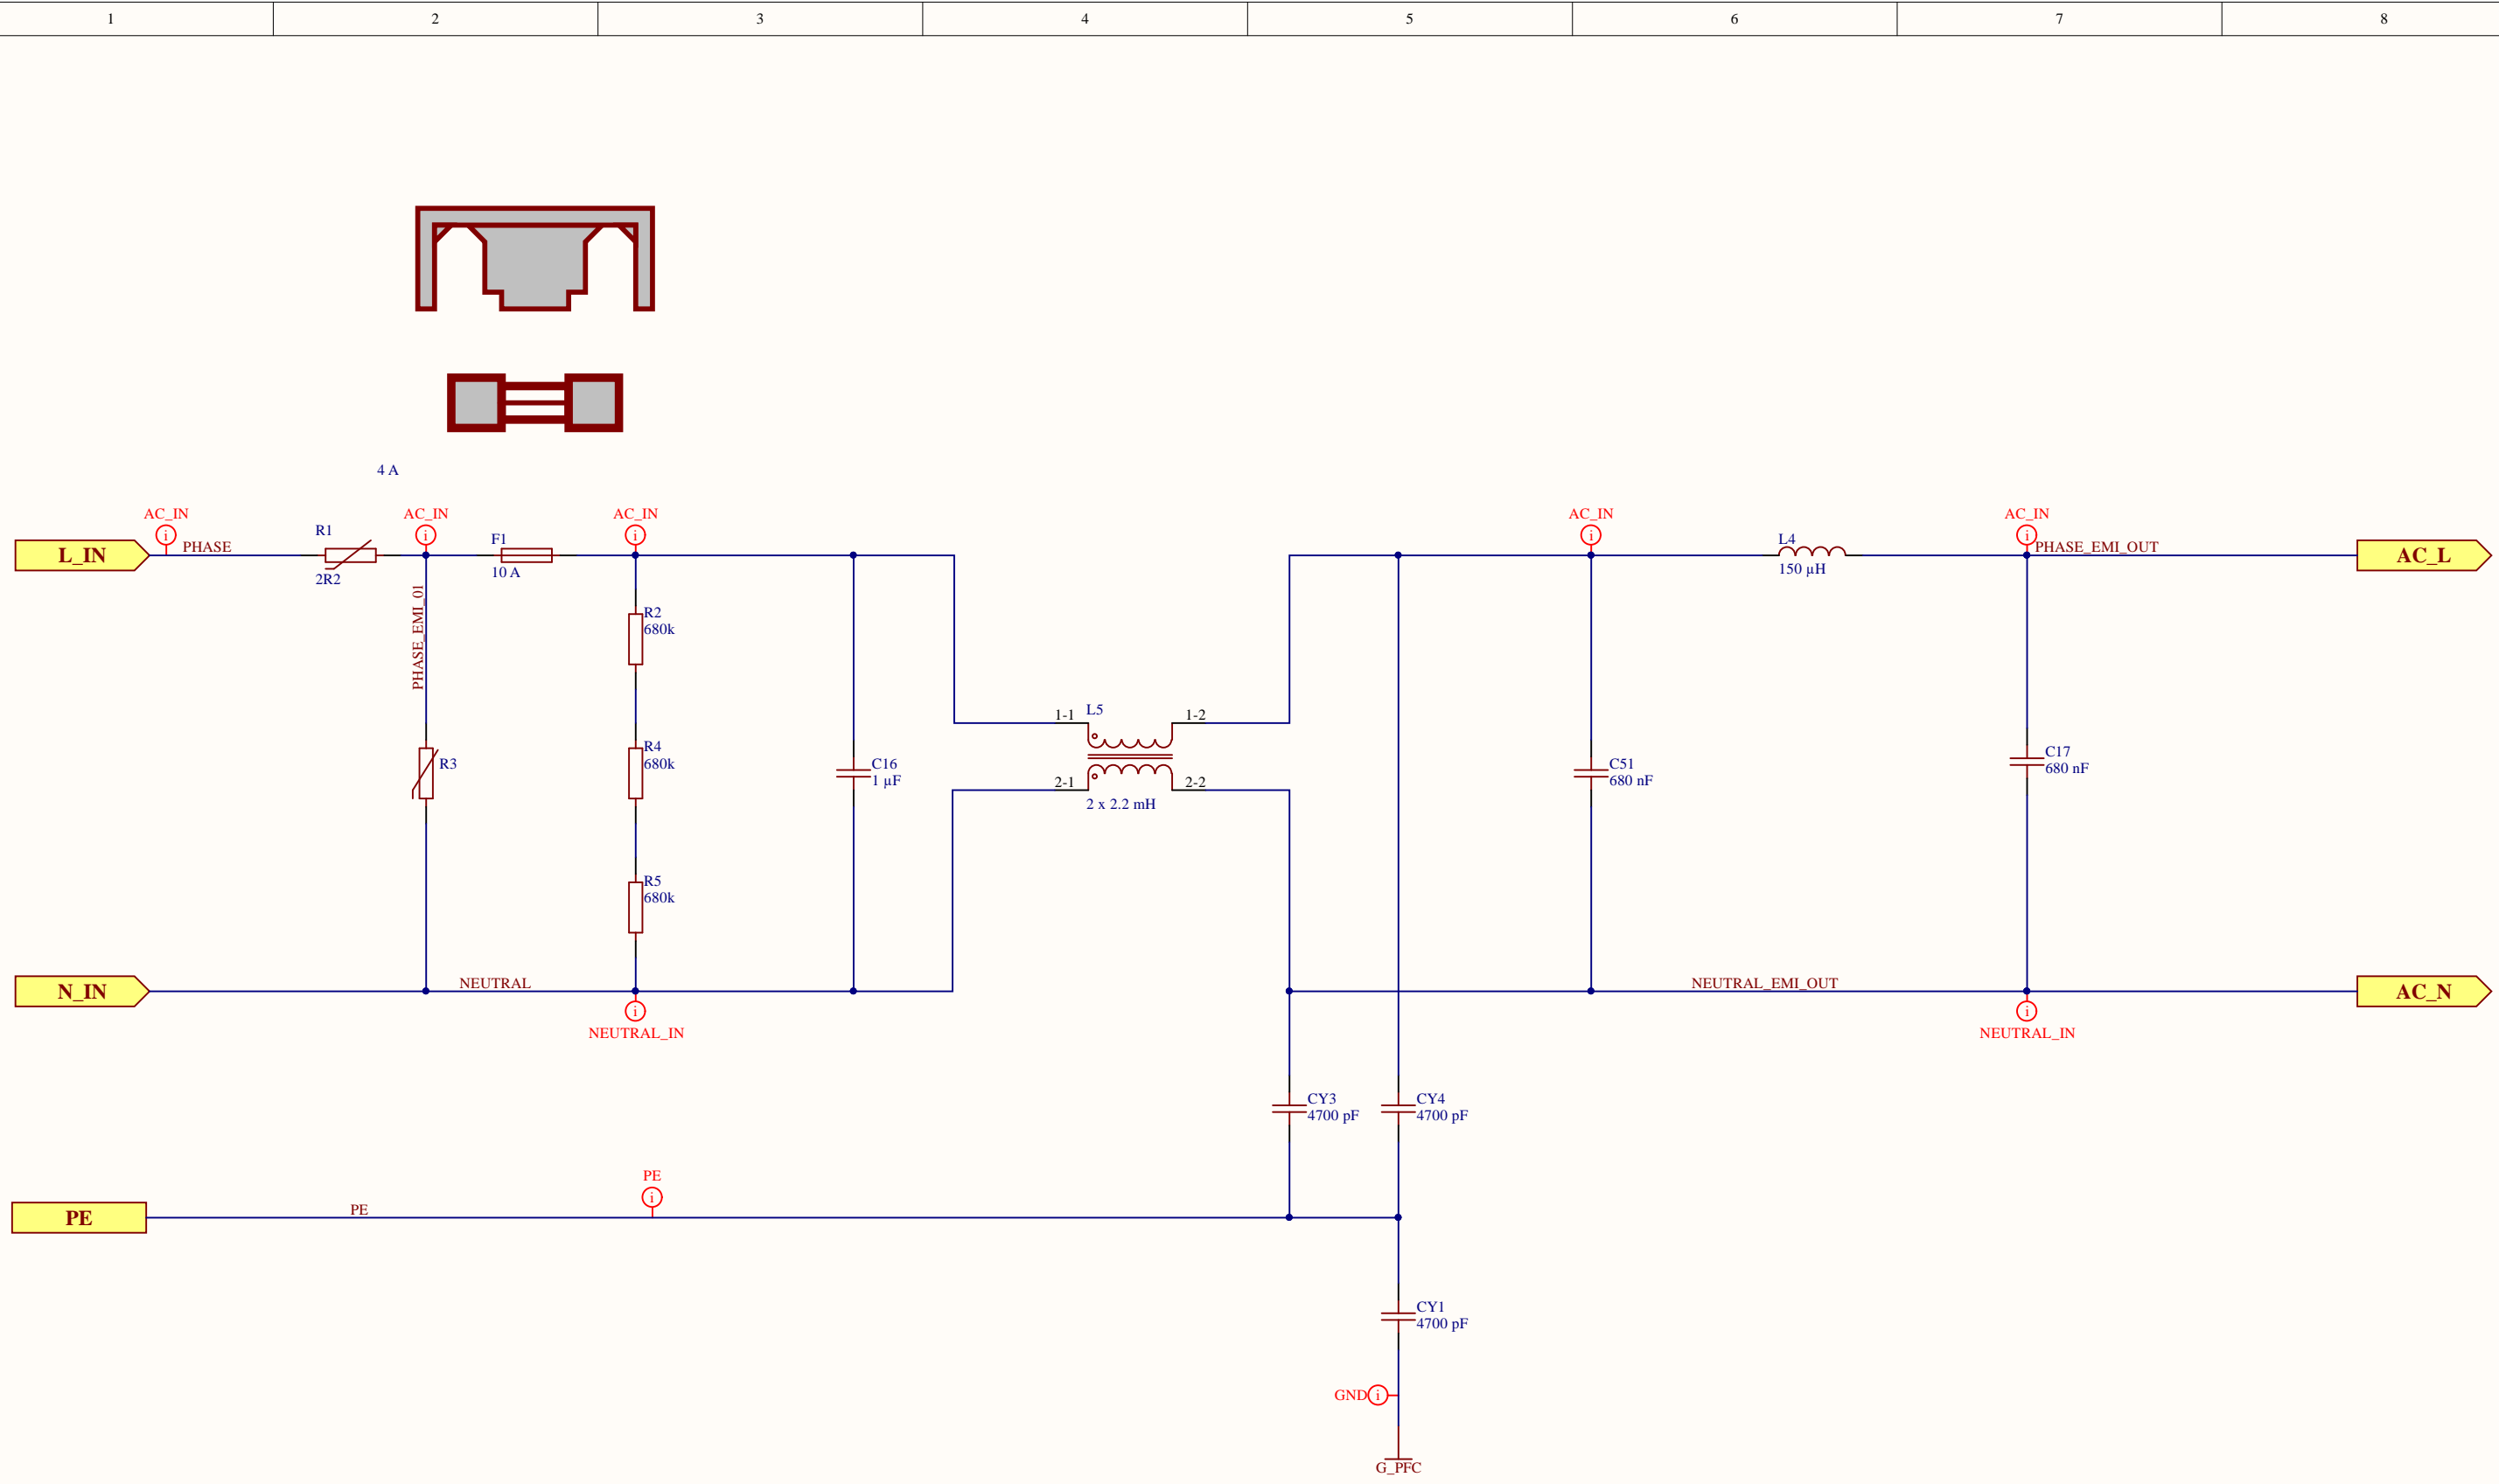 1 2 3 4 5 6 7 8
4 A
AC_IN AC_IN AC_IN AC_IN AC_IN
R1
F1
L4
L_IN
PHASE
PHASE_EMI_OUT
AC_L
2R2
10 A
150 µH
PHASE_EMI_01
R2
680k
L5
1-1
1-2
R3
R4
680k
C16
1 µF
2-1
2-2
2 x 2.2 mH
C51
680 nF
C17
680 nF
R5
680k
N_IN
NEUTRAL
NEUTRAL_EMI_OUT
AC_N
NEUTRAL_IN
NEUTRAL_IN
CY3
4700 pF
CY4
4700 pF
PE
PE
PE
CY1
4700 pF
GND
G_PFC